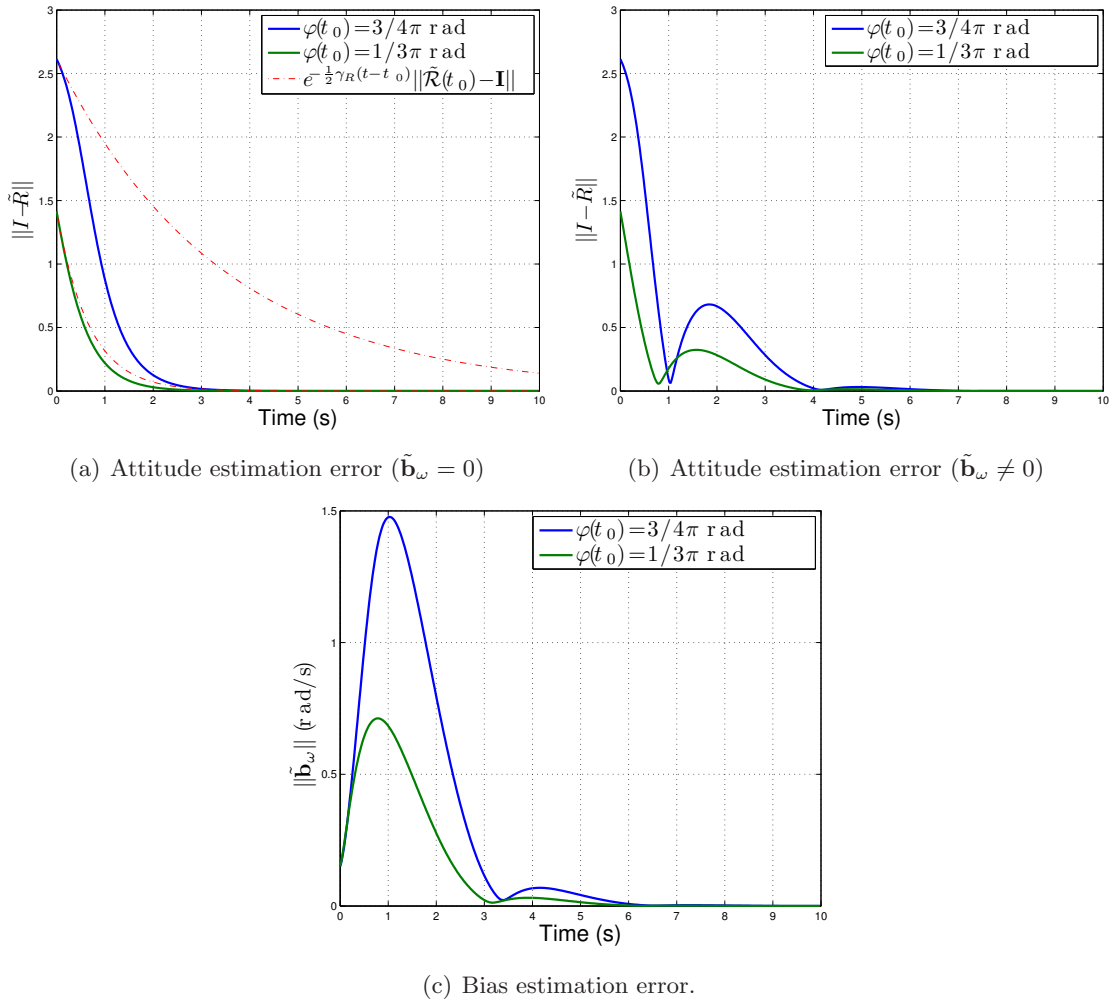 φ(t₀)=3/4π rad
φ(t₀)=1/3π rad
e^{-½γ_R(t−t₀)}||R̃(t₀)−I||
3
2.5
2
1.5
1
0.5
0
||I−R̃||
0 1 2 3 4 5 6 7 8 9 10
Time (s)
(a) Attitude estimation error (b̃_ω = 0)
φ(t₀)=3/4π rad
φ(t₀)=1/3π rad
3
2.5
2
1.5
1
0.5
0
||I−R̃||
0 1 2 3 4 5 6 7 8 9 10
Time (s)
(b) Attitude estimation error (b̃_ω ≠ 0)
φ(t₀)=3/4π rad
φ(t₀)=1/3π rad
1.5
1
0.5
0
||b̃_ω|| (rad/s)
0 1 2 3 4 5 6 7 8 9 10
Time (s)
(c) Bias estimation error.